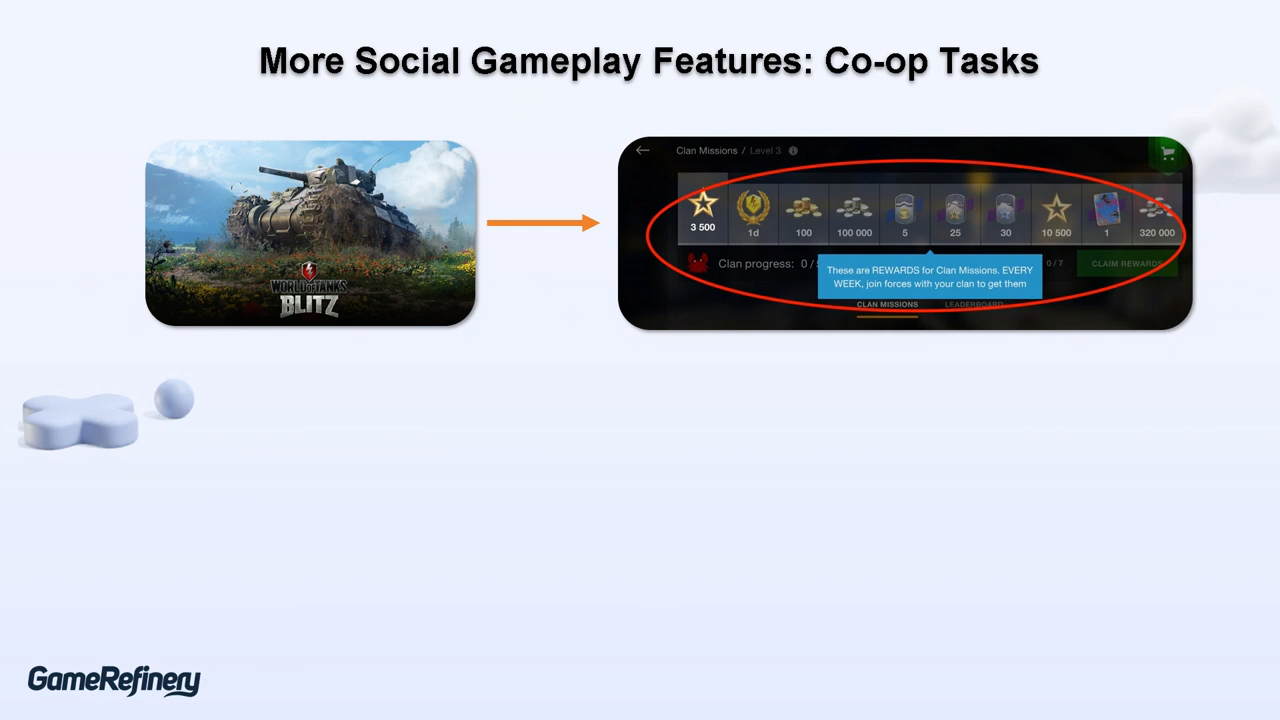 More Social Gameplay Features: Co-op Tasks
WORLD OF TANKS
BLITZ
Clan Missions / Level 3
3 500
1d
100
100 000
5
25
30
10 500
1
320 000
Clan progress: 0 /
0 / 7
CLAIM REWARDS
These are REWARDS for Clan Missions. EVERY
WEEK, join forces with your clan to get them
CLAN MISSIONS
LEADERBOARD
GameRefinery